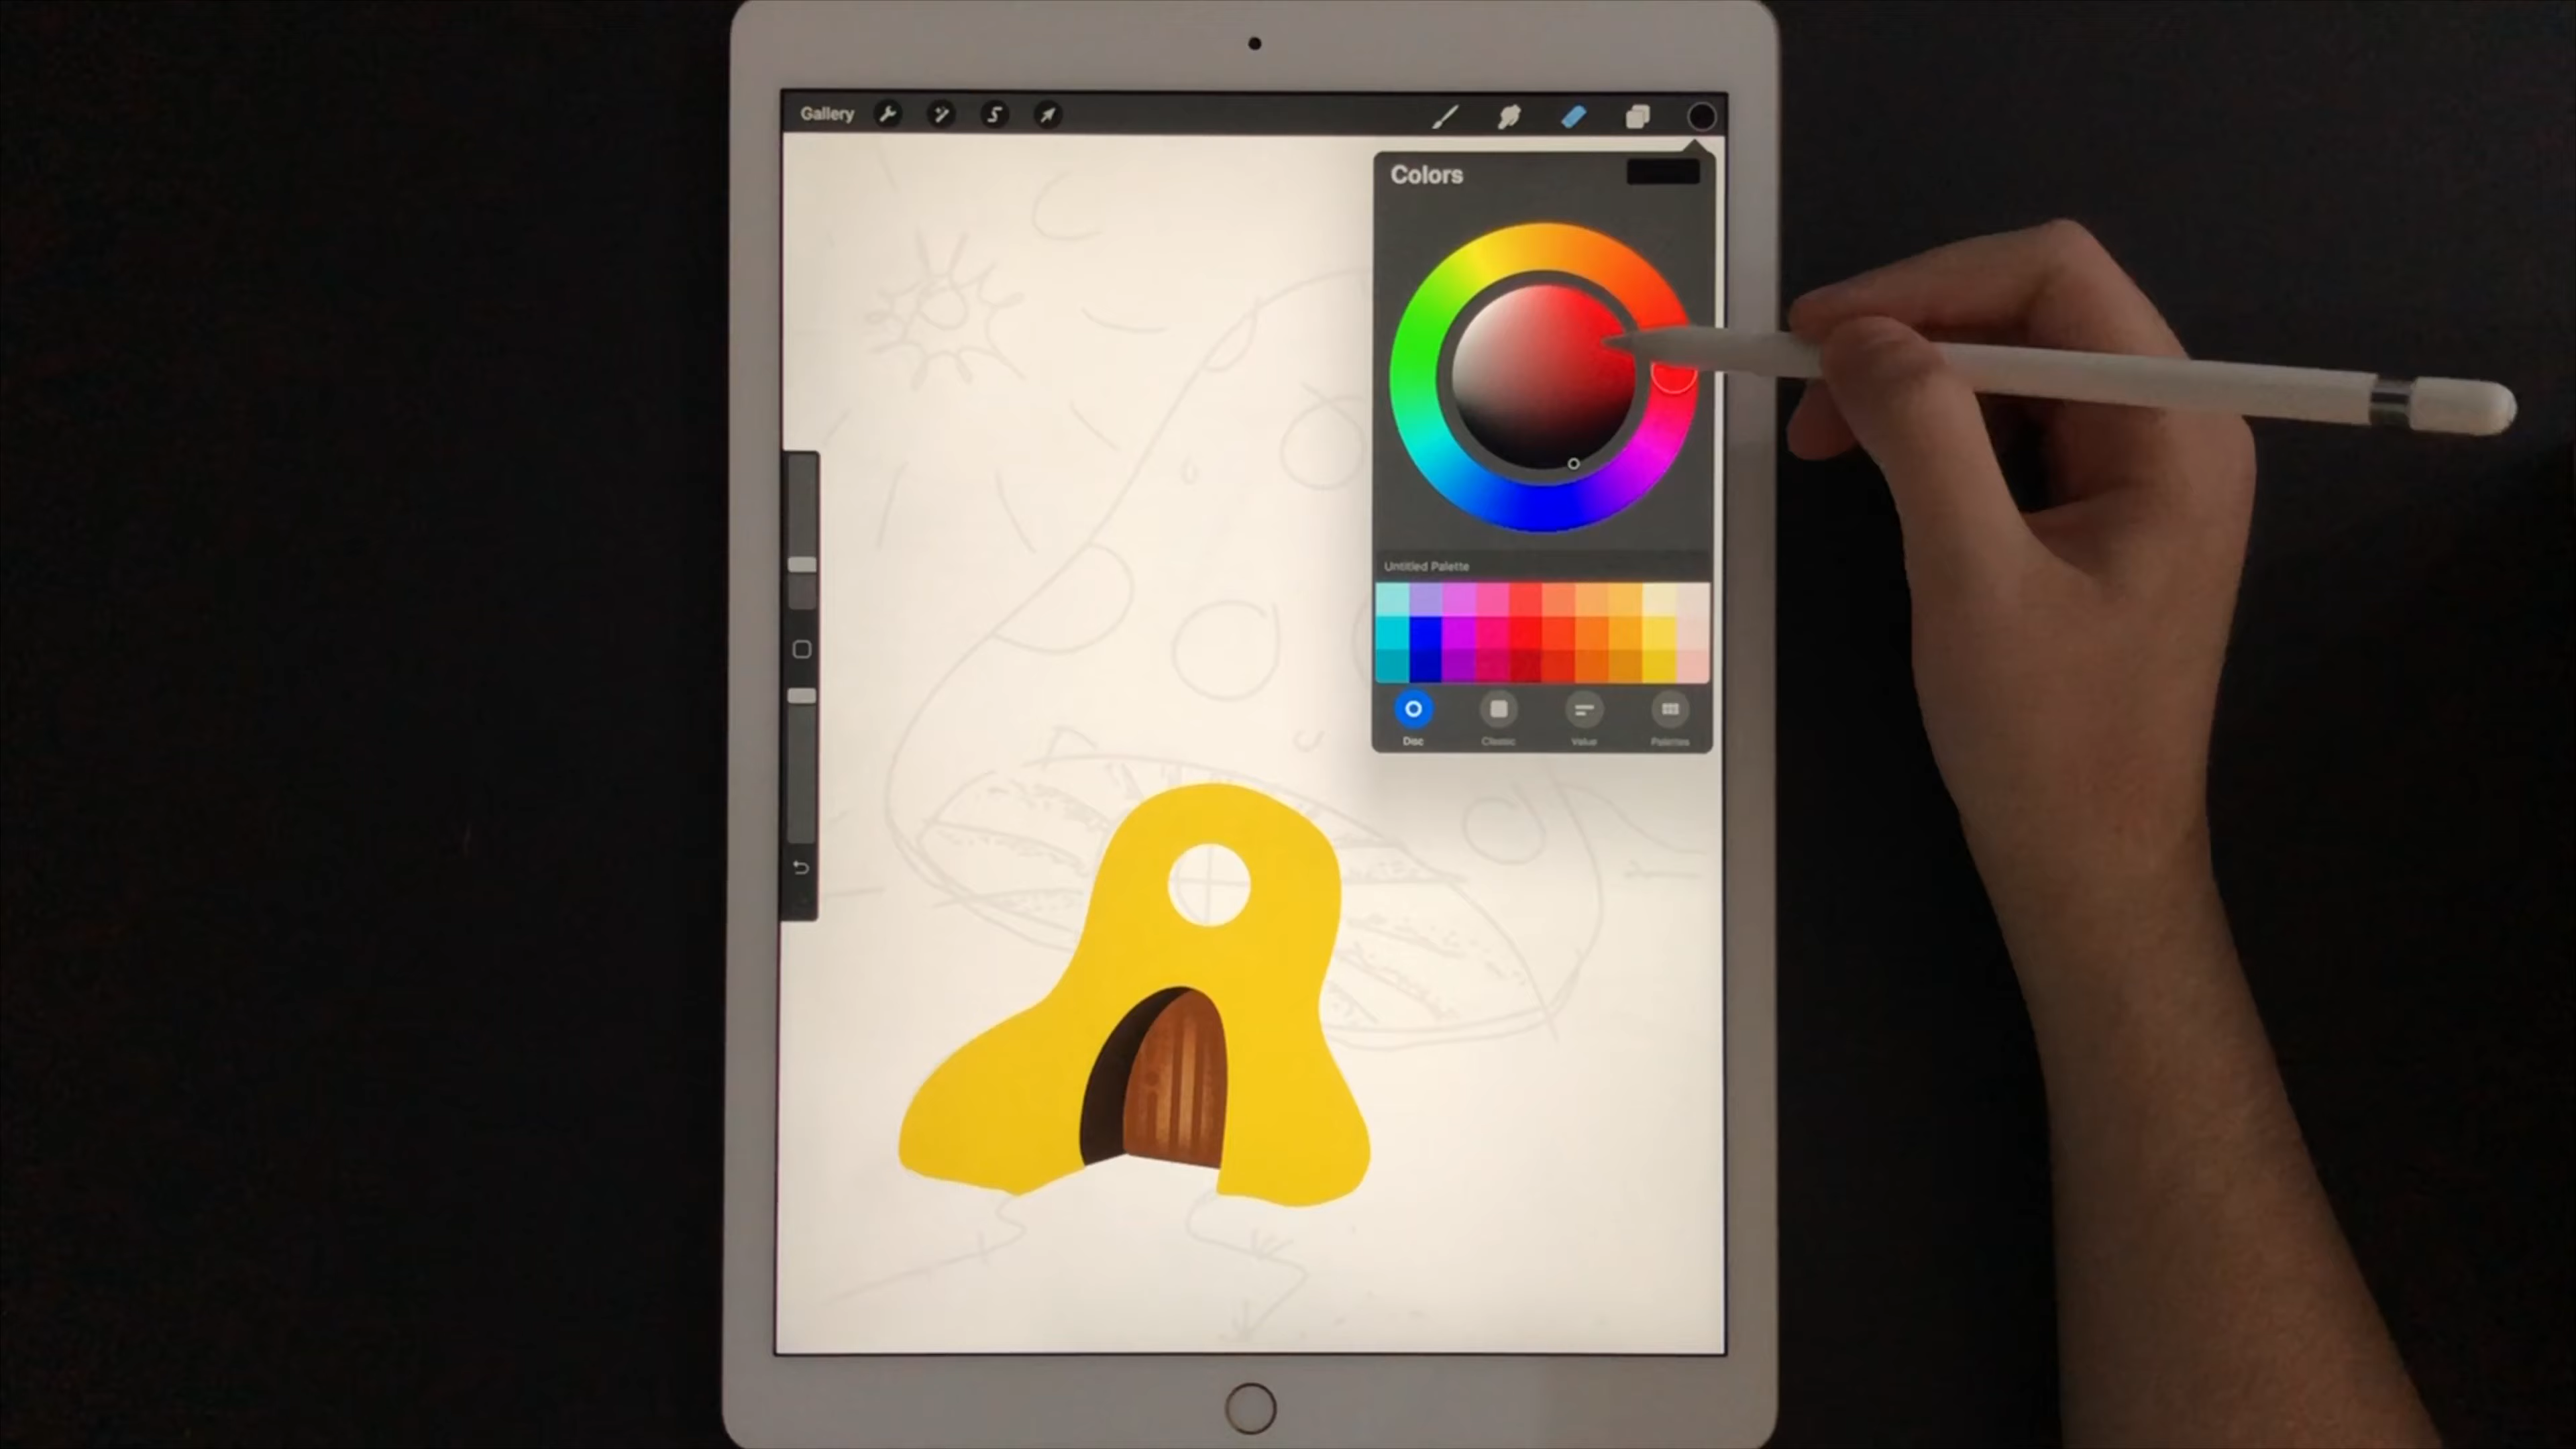 Gallery
Colors
Untitled Palette
Disc
Classic
Value
Palettes